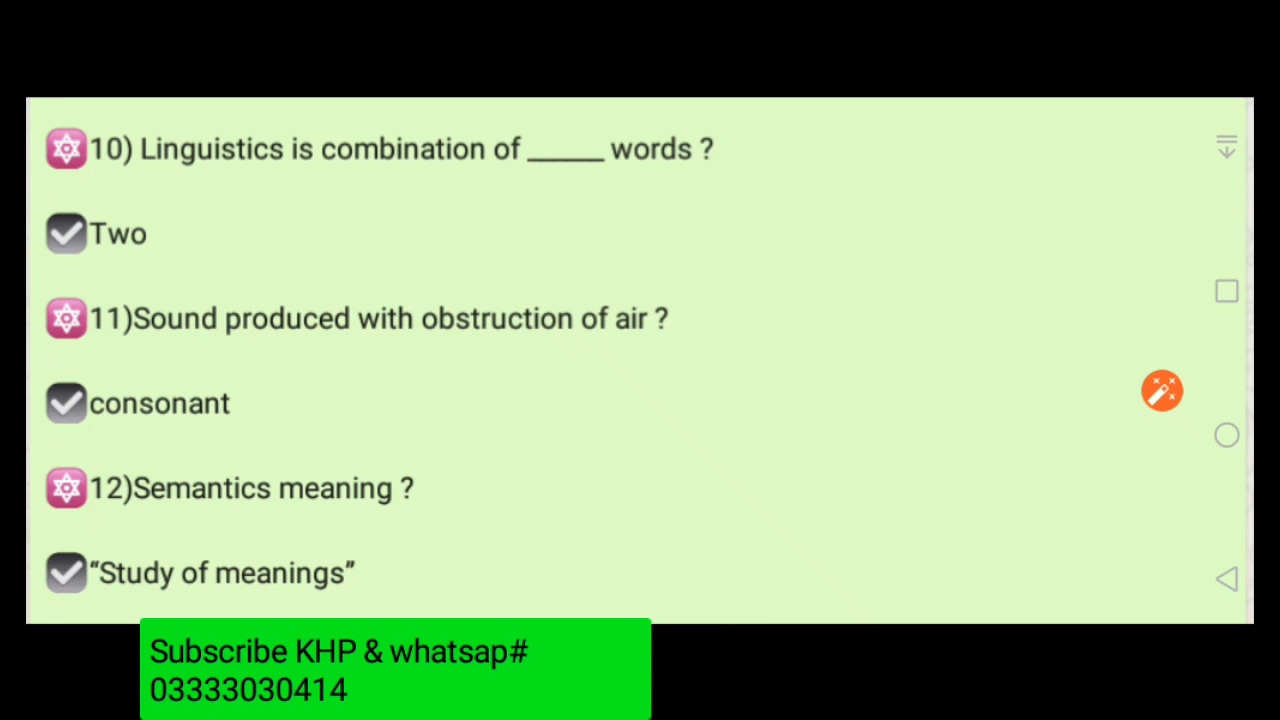 10) Linguistics is combination of ______ words ?
Two
11)Sound produced with obstruction of air ?
consonant
12)Semantics meaning ?
“Study of meanings”
Subscribe KHP & whatsap#
03333030414